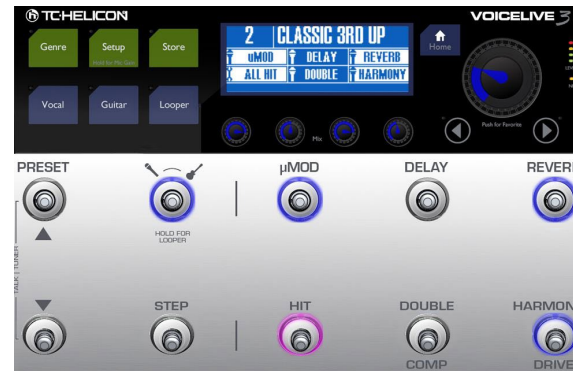 TC·HELICON
VOICELIVE 3
Genre
Setup
Hold for Mic Gain
Store
2 CLASSIC 3RD UP
uMOD DELAY REVERB
ALL HIT DOUBLE HARMONY
Home
Vocal
Guitar
Looper
Mix
Push for Favorite
PRESET
µMOD
DELAY
REVERB
HOLD FOR
LOOPER
TALK | TUNER
STEP
HIT
DOUBLE
HARMON
COMP
DRIVE